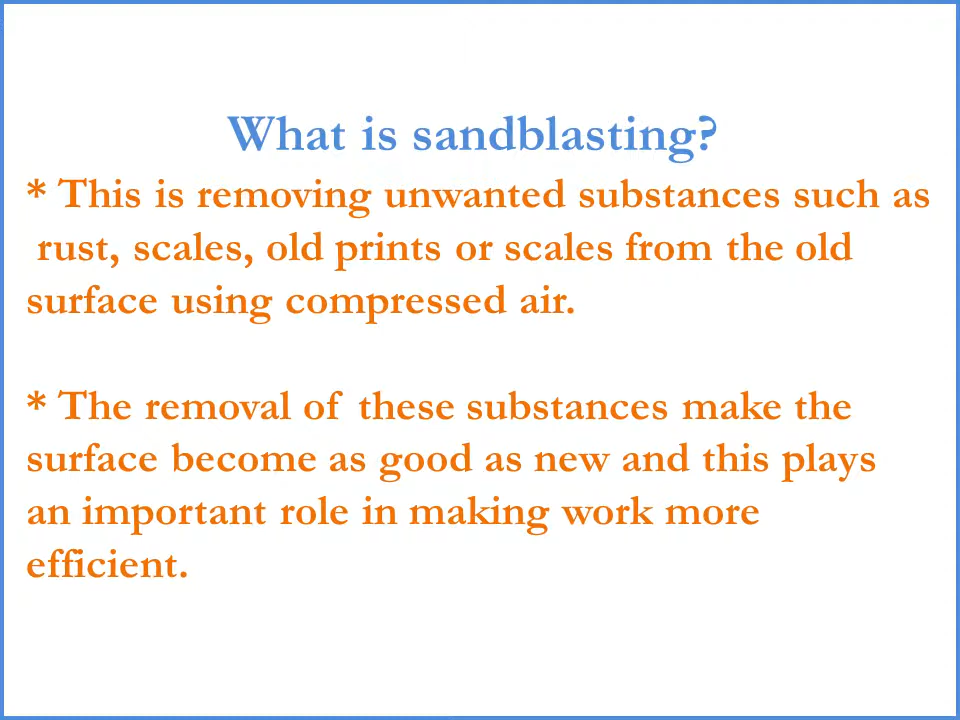 What is sandblasting?
* This is removing unwanted substances such as
rust, scales, old prints or scales from the old
surface using compressed air.
* The removal of these substances make the
surface become as good as new and this plays
an important role in making work more
efficient.